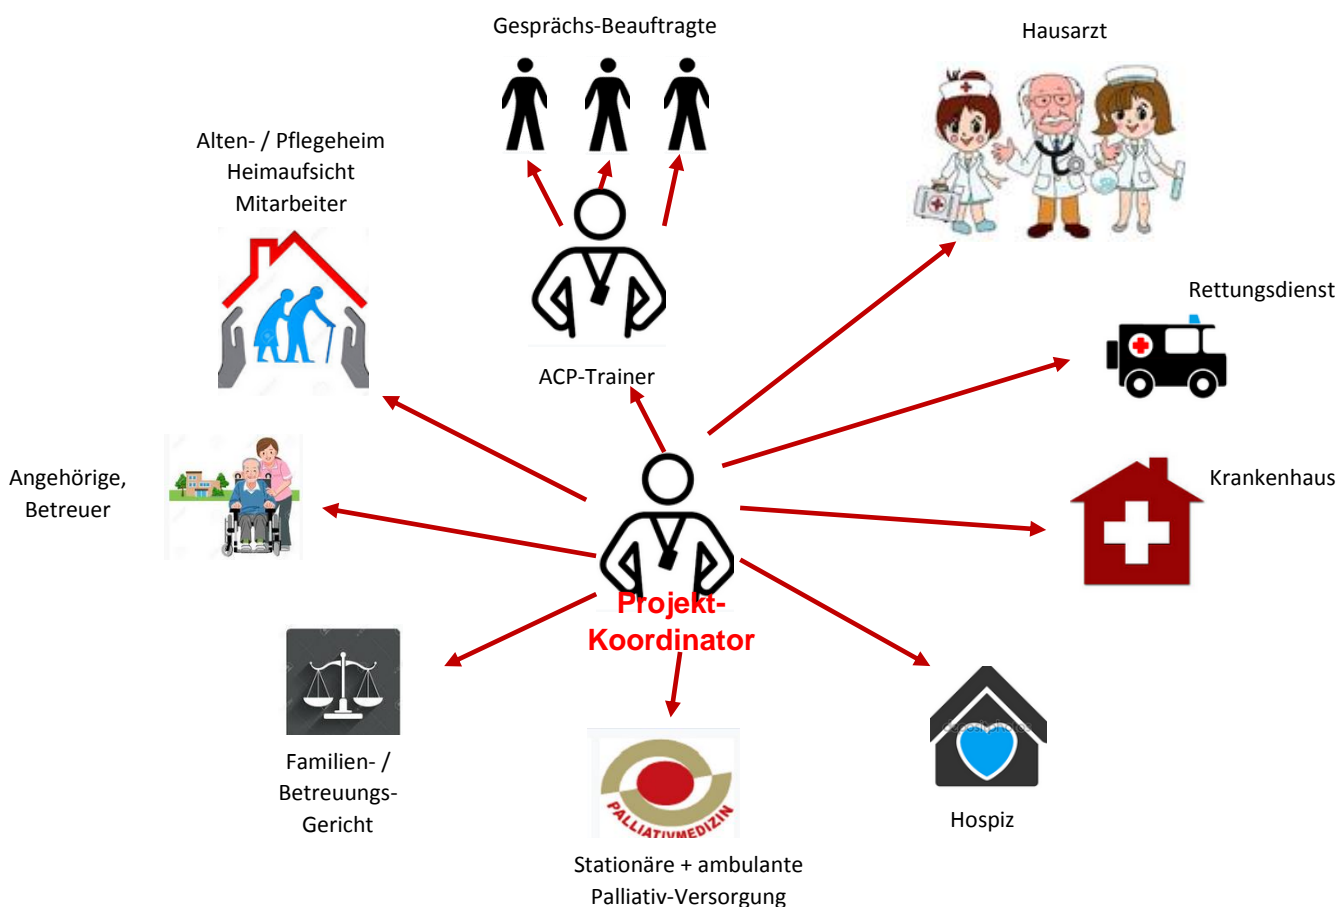 Gesprächs-Beauftragte
Hausarzt
Alten- / Pflegeheim
Heimaufsicht
Mitarbeiter
Rettungsdienst
ACP-Trainer
Angehörige,
Betreuer
Krankenhaus
Projekt-
Koordinator
Familien- /
Betreuungs-
Gericht
PALLIATIVMEDIZIN
Hospiz
Stationäre + ambulante
Palliativ-Versorgung